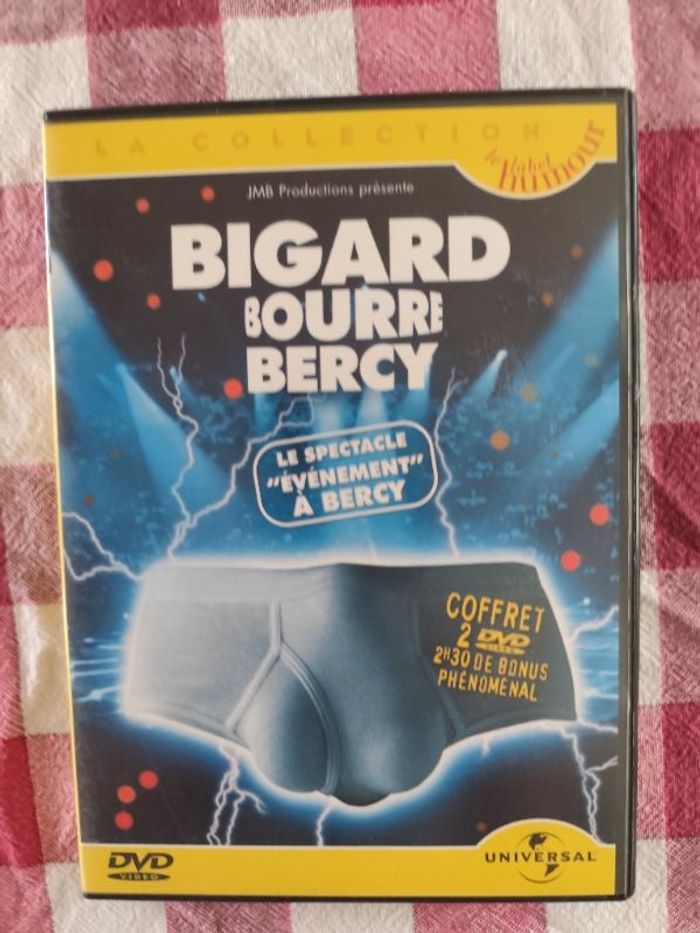 LA COLLECTION
le label
humour
JMB Productions présente
BIGARD
BOURRE
BERCY
LE SPECTACLE
"ÉVÉNEMENT"
À BERCY
COFFRET
2 DVD
VIDEO
2H30 DE BONUS
PHÉNOMÉNAL
DVD
VIDEO
UNIVERSAL